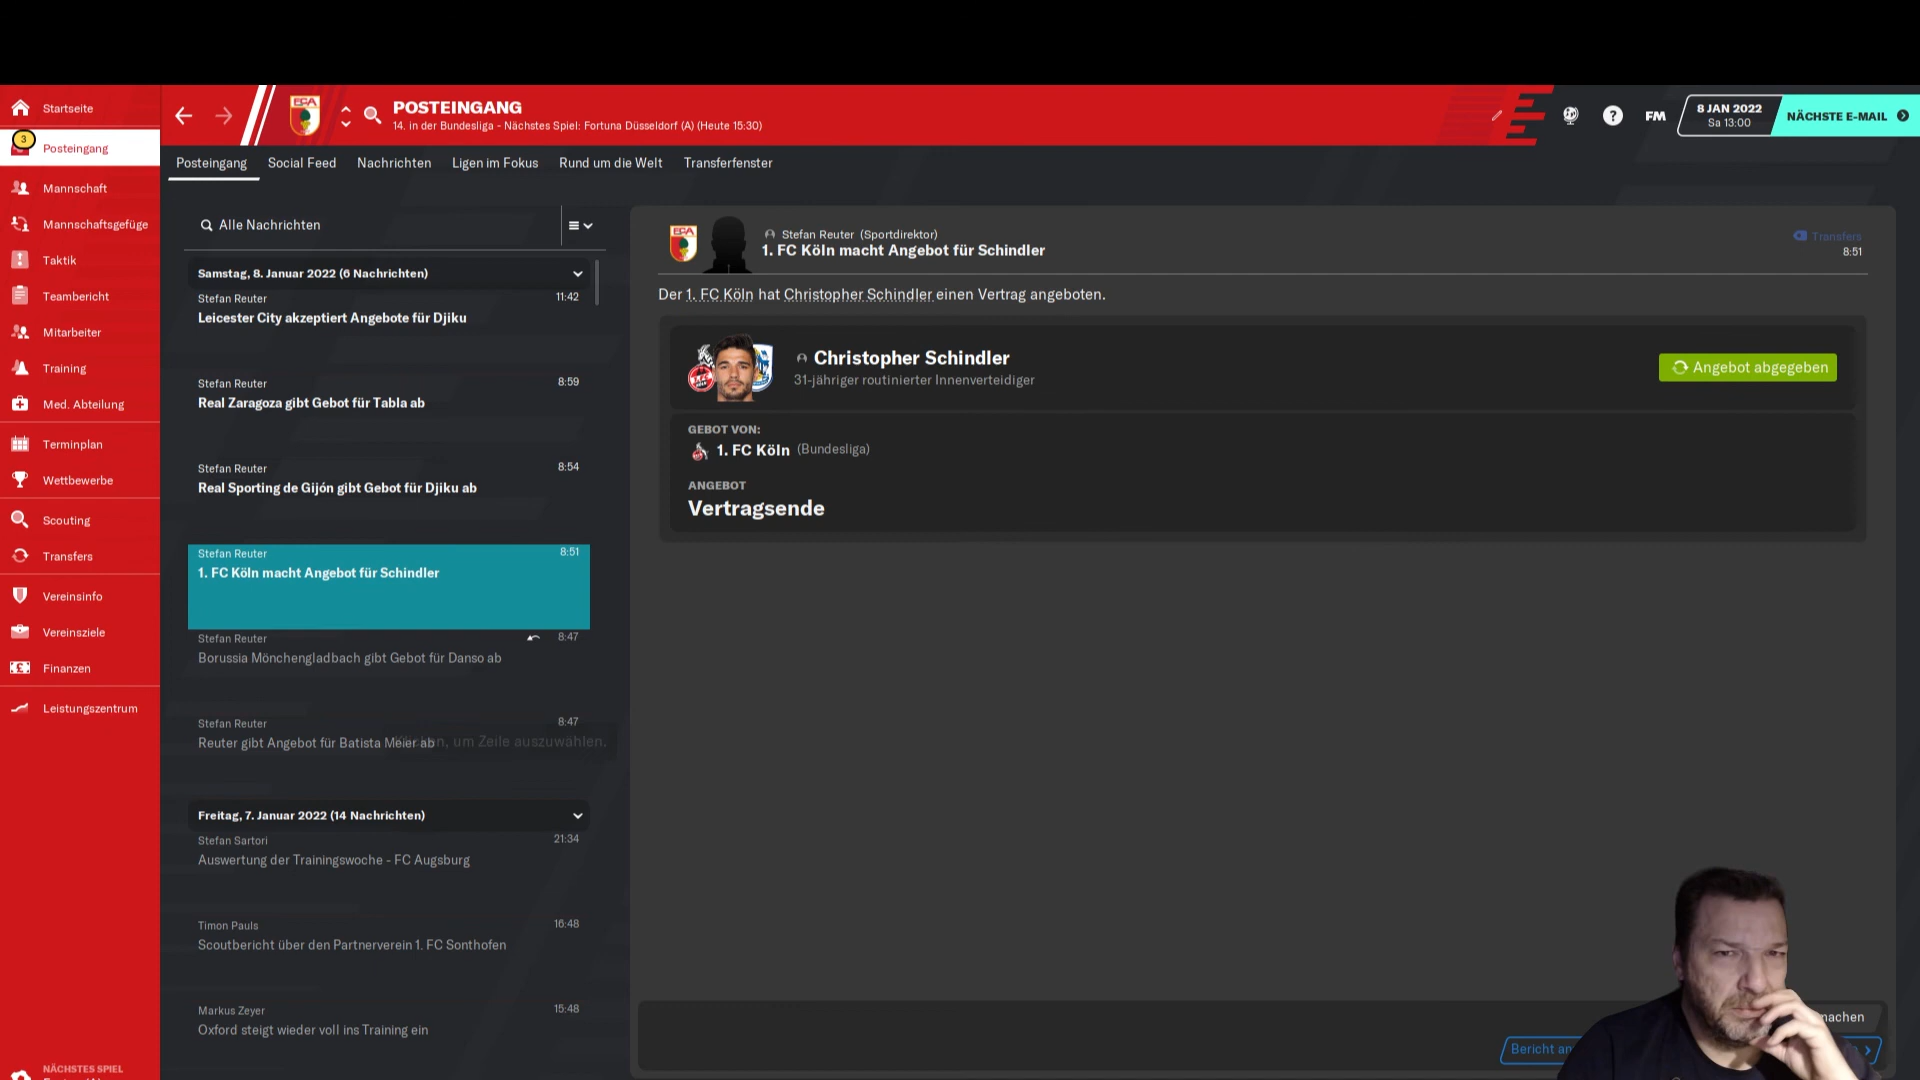 Startseite
3
Posteingang
Mannschaft
Mannschaftsgefüge
Taktik
Teambericht
Mitarbeiter
Training
Med. Abteilung
Terminplan
Wettbewerbe
Scouting
Transfers
Vereinsinfo
Vereinsziele
Finanzen
Leistungszentrum
NÄCHSTES SPIEL
FCA
POSTEINGANG
14. in der Bundesliga - Nächstes Spiel: Fortuna Düsseldorf (A) (Heute 15:30)
?
FM
8 JAN 2022
Sa 13:00
NÄCHSTE E-MAIL
Posteingang
Social Feed
Nachrichten
Ligen im Fokus
Rund um die Welt
Transferfenster
Alle Nachrichten
Samstag, 8. Januar 2022 (6 Nachrichten)
Stefan Reuter 11:42
Leicester City akzeptiert Angebote für Djiku
Stefan Reuter 8:59
Real Zaragoza gibt Gebot für Tabla ab
Stefan Reuter 8:54
Real Sporting de Gijón gibt Gebot für Djiku ab
Stefan Reuter 8:51
1. FC Köln macht Angebot für Schindler
Stefan Reuter 8:47
Borussia Mönchengladbach gibt Gebot für Danso ab
Stefan Reuter 8:47
Reuter gibt Angebot für Batista Meier ab
um Zeile auszuwählen.
Freitag, 7. Januar 2022 (14 Nachrichten)
Stefan Sartori 21:34
Auswertung der Trainingswoche - FC Augsburg
Timon Pauls 16:48
Scoutbericht über den Partnerverein 1. FC Sonthofen
Markus Zeyer 15:48
Oxford steigt wieder voll ins Training ein
FCA
Stefan Reuter (Sportdirektor)
1. FC Köln macht Angebot für Schindler
Transfers
8:51
Der 1. FC Köln hat Christopher Schindler einen Vertrag angeboten.
Christopher Schindler
31-jähriger routinierter Innenverteidiger
Angebot abgegeben
GEBOT VON:
1. FC Köln (Bundesliga)
ANGEBOT
Vertragsende
Bericht